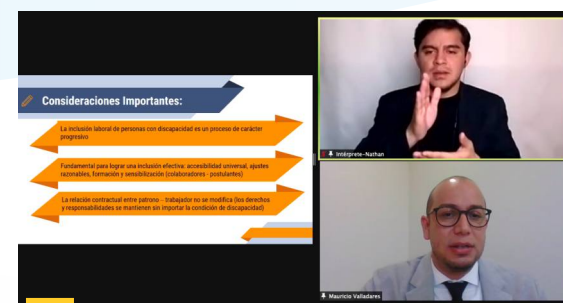 Consideraciones Importantes:
La inclusión laboral de personas con discapacidad es un proceso de carácter
progresivo
Fundamental para lograr una inclusión efectiva: accesibilidad universal, ajustes
razonables, formación y sensibilización (colaboradores - postulantes)
La relación contractual entre patrono – trabajador no se modifica (los derechos
y responsabilidades se mantienen sin importar la condición de discapacidad)
Intérprete-Nathan
Mauricio Valladares